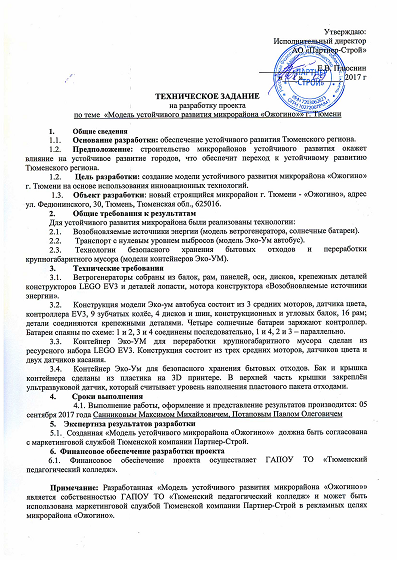 Утверждаю:
Исполнительный директор
АО «Партнер-Строй»
Е.В. Плюснин
2017 г
«ПАРТНЕР
СТРОЙ»
ТЕХНИЧЕСКОЕ ЗАДАНИЕ
на разработку проекта
по теме «Модель устойчивого развития микрорайона «Ожогино»» г. Тюмени
1. Общие сведения
1.1. Основание разработки: обеспечение устойчивого развития Тюменского региона.
1.2. Предположение: строительство микрорайонов устойчивого развития окажет
влияние на устойчивое развитие городов, что обеспечит переход к устойчивому развитию
Тюменского региона.
1.2. Цель разработки: создание модели устойчивого развития микрорайона «Ожогино»
г. Тюмени на основе использования инновационных технологий.
1.3. Объект разработки: новый строящийся микрорайон г. Тюмени - «Ожогино», адрес
ул. Федюнинского, 30, Тюмень, Тюменская обл., 625016.
2. Общие требования к результатам
Для устойчивого развития микрорайона были реализованы технологии:
2.1. Возобновляемые источники энергии (модель ветрогенератора, солнечные батареи).
2.2. Транспорт с нулевым уровнем выбросов (модель Эко-Ум автобус).
2.3. Технологии безопасного хранения бытовых отходов и переработки
крупногабаритного мусора (модели контейнеров Эко-УМ).
3. Технические требования
3.1. Ветрогенераторы собраны из балок, рам, панелей, оси, дисков, крепежных деталей
конструкторов LEGO EV3 и деталей лопасти, мотора конструктора «Возобновляемые источники
энергии».
3.2. Конструкция модели Эко-ум автобуса состоит из 3 средних моторов, датчика цвета,
контроллера EV3, 9 зубчатых колёс, 4 дисков и шин, конструкционных и угловых балок, 16 рам;
детали соединяются крепежными деталями. Четыре солнечные батареи заряжают контроллер.
Батареи спаяны по схеме: 1 и 2, 3 и 4 соединены последовательно, 1 и 4, 2 и 3 – параллельно.
3.3. Контейнер Эко-УМ для переработки крупногабаритного мусора сделан из
ресурсного набора LEGO EV3. Конструкция состоит из трех средних моторов, датчиков цвета и
двух датчиков касания.
3.4. Контейнер Эко-Ум для безопасного хранения бытовых отходов. Бак и крышка
контейнера сделаны из пластика на 3D принтере. В верхней часть крышки закреплён
ультразвуковой датчик, который считывает уровень наполнения пластового пакета отходами.
4. Сроки выполнения
4.1. Выполнение работы, оформление и представление результатов производится: 05
сентября 2017 года Санниковым Максимом Михайловичем, Потаповым Павлом Олеговичем
5. Экспертиза результатов разработки
5.1. Созданная «Модель устойчивого микрорайона «Ожогино»» должна быть согласована
с маркетинговой службой Тюменской компании Партнер-Строй.
6. Финансовое обеспечение разработки проекта
6.1. Финансовое обеспечение проекта осуществляет ГАПОУ ТО «Тюменский
педагогический колледж».
Примечание: Разработанная «Модель устойчивого развития микрорайона «Ожогино»»
является собственностью ГАПОУ ТО «Тюменский педагогический колледж» и может быть
использована маркетинговой службой Тюменской компании Партнер-Строй в рекламных целях
микрорайона «Ожогино».